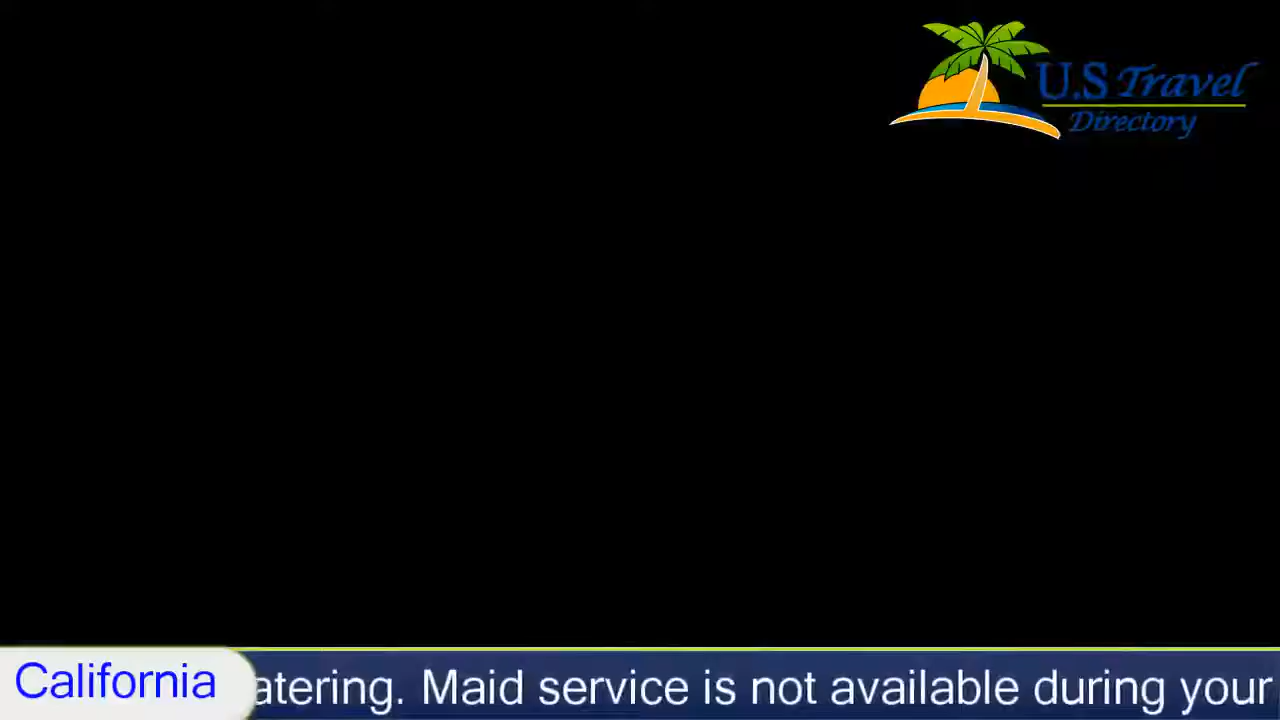 U.S Travel
Directory
California
atering. Maid service is not available during your